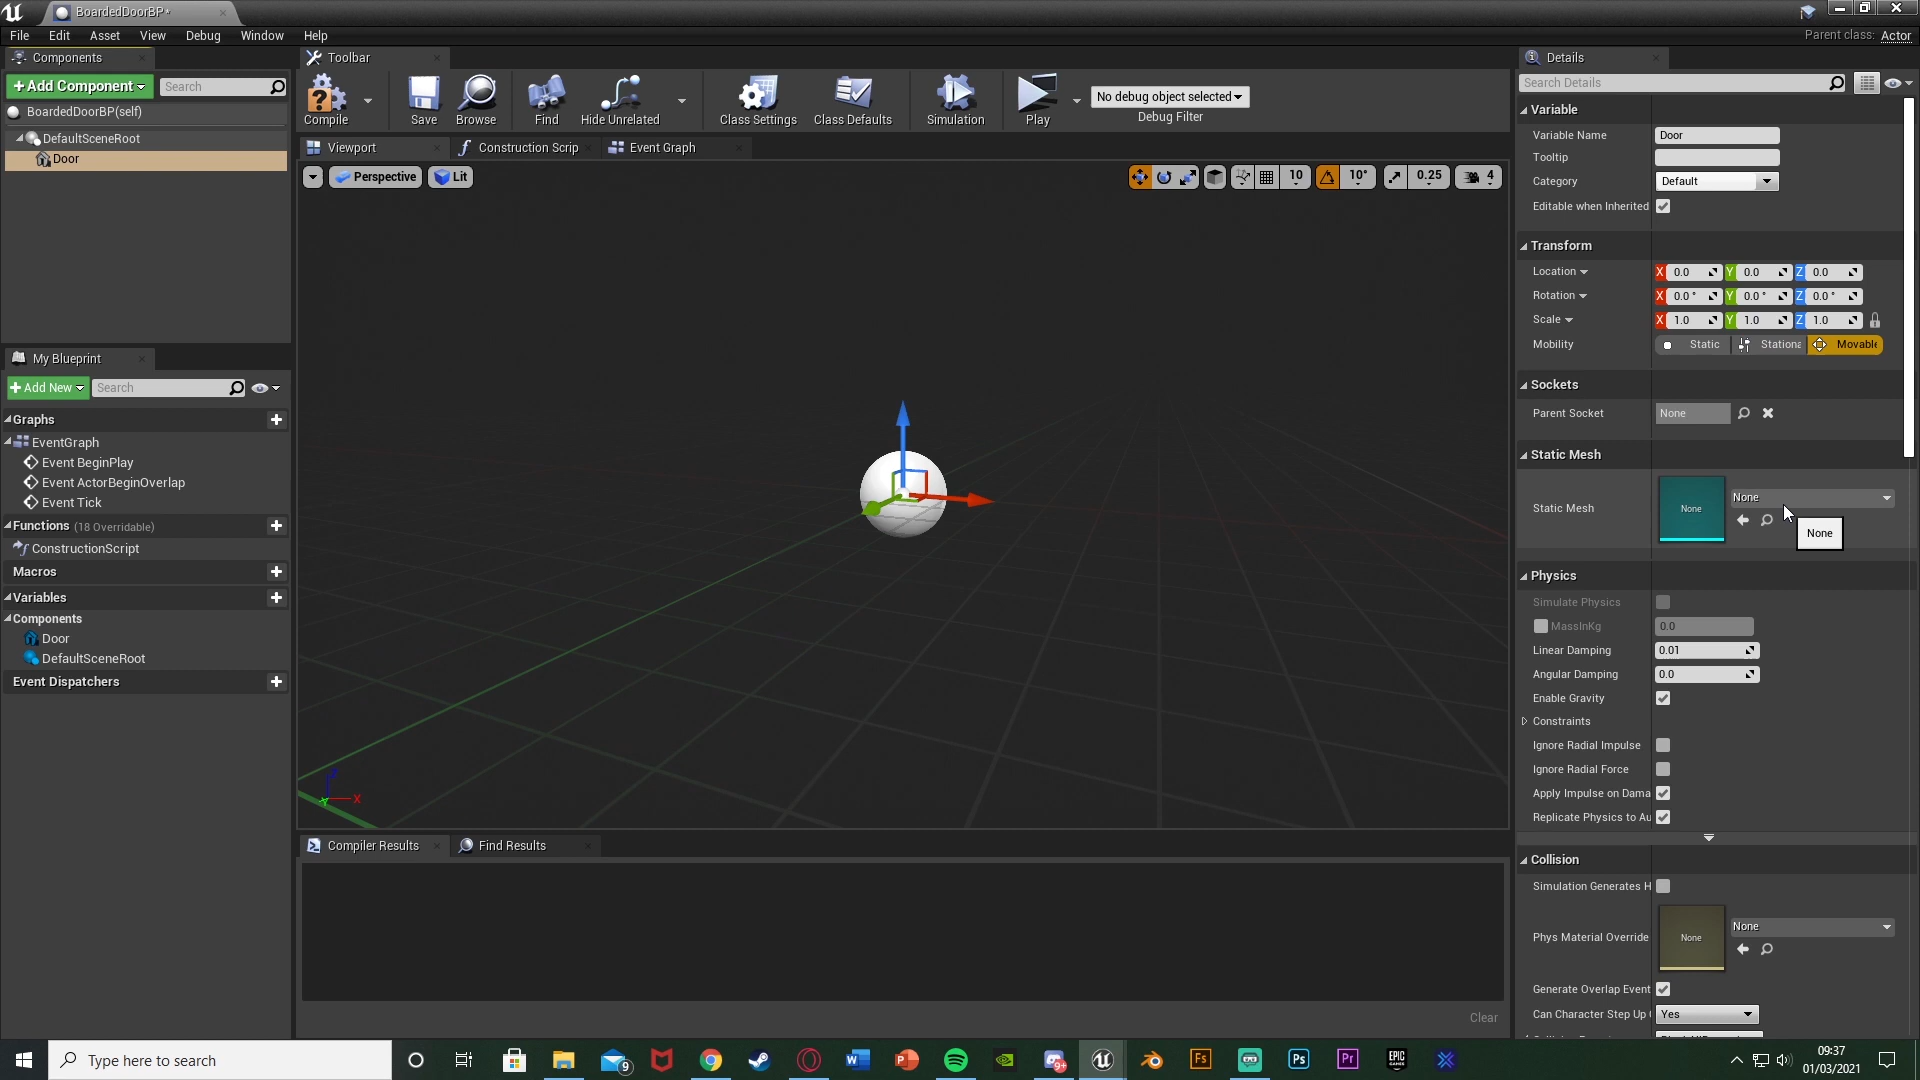 BoardedDoorBP*
File Edit Asset View Debug Window Help
Parent class: Actor
Components
+ Add Component
Search
BoardedDoorBP(self)
DefaultSceneRoot
Door
My Blueprint
+ Add New
Search
Graphs
EventGraph
Event BeginPlay
Event ActorBeginOverlap
Event Tick
Functions (18 Overridable)
ConstructionScript
Macros
Variables
Components
Door
DefaultSceneRoot
Event Dispatchers
Toolbar
Compile
Save
Browse
Find
Hide Unrelated
Class Settings
Class Defaults
Simulation
Play
No debug object selected
Debug Filter
Viewport
Construction Scrip
Event Graph
Perspective
Lit
10
10°
0.25
4
Z
X
Y
Compiler Results
Find Results
Clear
Details
Search Details
Variable
Variable Name Door
Tooltip
Category Default
Editable when Inherited
Transform
Location X 0.0 Y 0.0 Z 0.0
Rotation X 0.0 ° Y 0.0 ° Z 0.0 °
Scale X 1.0 Y 1.0 Z 1.0
Mobility Static Stationa Movable
Sockets
Parent Socket None
Static Mesh
Static Mesh None None
None
Physics
Simulate Physics
MassInKg 0.0
Linear Damping 0.01
Angular Damping 0.0
Enable Gravity
Constraints
Ignore Radial Impulse
Ignore Radial Force
Apply Impulse on Dama
Replicate Physics to Au
Collision
Simulation Generates H
Phys Material Override None None
Generate Overlap Event
Can Character Step Up Yes
Type here to search
9
W
P
9+
Fs
Ps
Pr
EPIC GAMES
09:37
01/03/2021